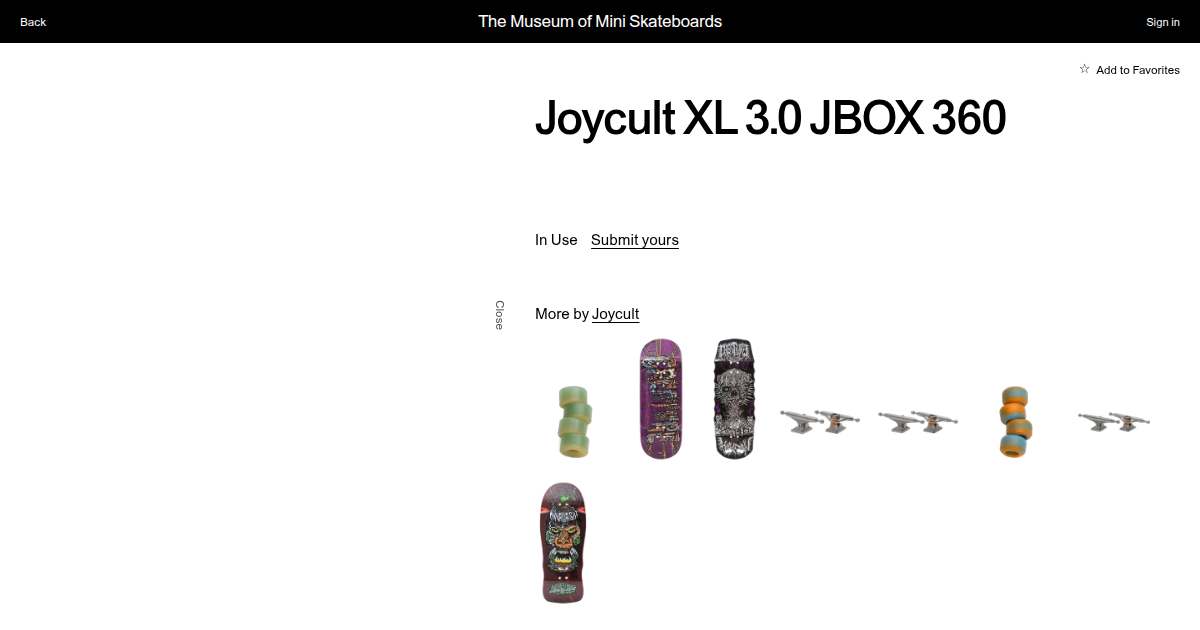 Back
The Museum of Mini Skateboards
Sign in
☆ Add to Favorites
Joycult XL 3.0 JBOX 360
In Use Submit yours
Close
More by Joycult